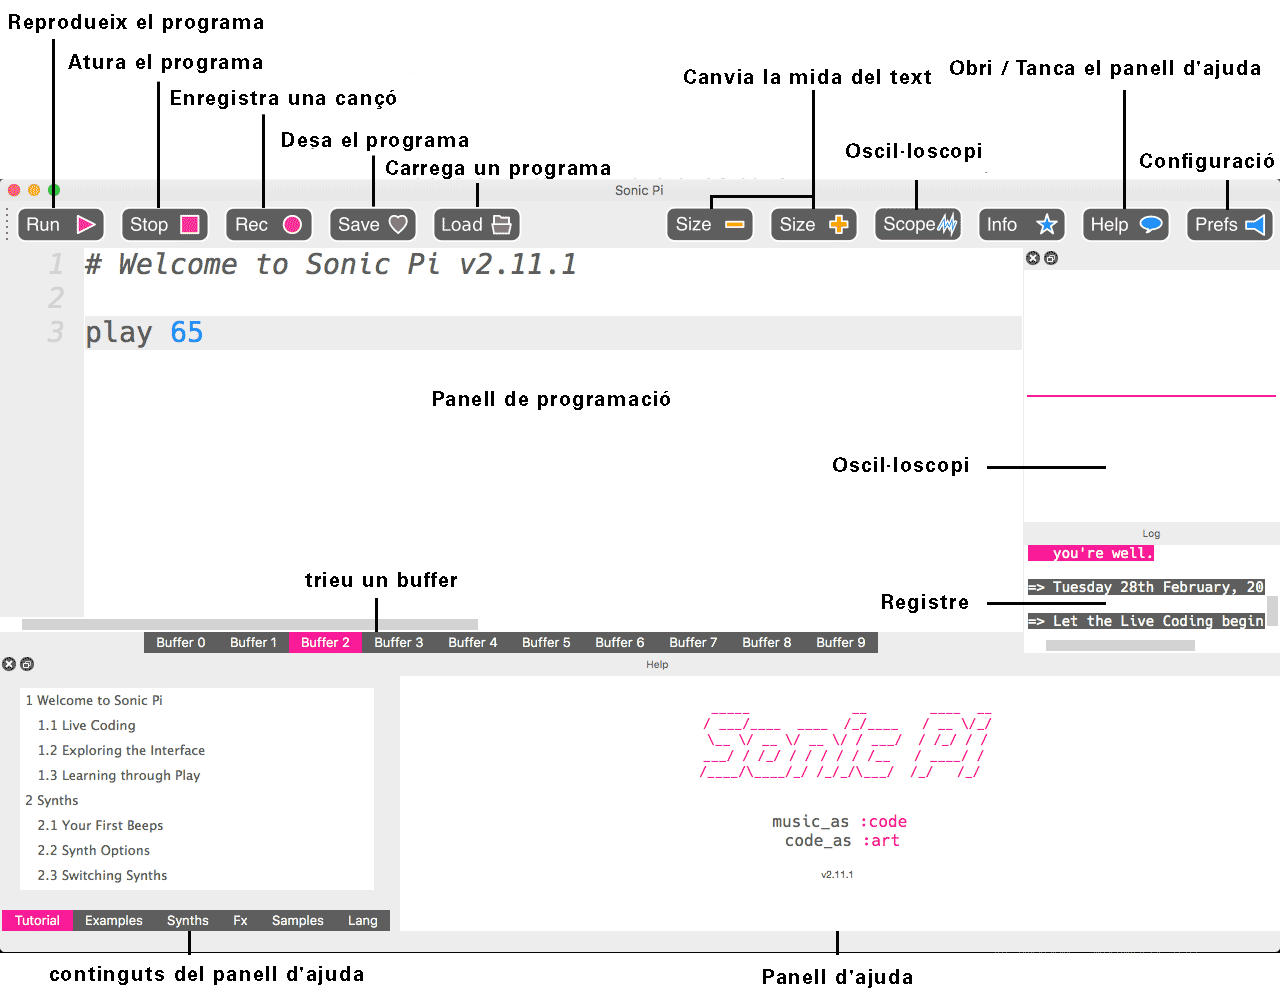 Reprodueix el programa
Atura el programa
Enregistra una cançó
Desa el programa
Carrega un programa
Canvia la mida del text
Obri / Tanca el panell d'ajuda
Oscil·loscopi
Configuració
Sonic Pi
Run Stop Rec Save Load Size Size Scope Info Help Prefs
1 # Welcome to Sonic Pi v2.11.1
2
3 play 65
Panell de programació
Oscil·loscopi
Log
you're well.
=> Tuesday 28th February, 20
Registre
=> Let the Live Coding begin
trieu un buffer
Buffer 0 Buffer 1 Buffer 2 Buffer 3 Buffer 4 Buffer 5 Buffer 6 Buffer 7 Buffer 8 Buffer 9
Help
1 Welcome to Sonic Pi
1.1 Live Coding
1.2 Exploring the Interface
1.3 Learning through Play
2 Synths
2.1 Your First Beeps
2.2 Synth Options
2.3 Switching Synths
Sonic Pi
music_as :code
code_as :art
v2.11.1
Tutorial Examples Synths Fx Samples Lang
continguts del panell d'ajuda
Panell d'ajuda